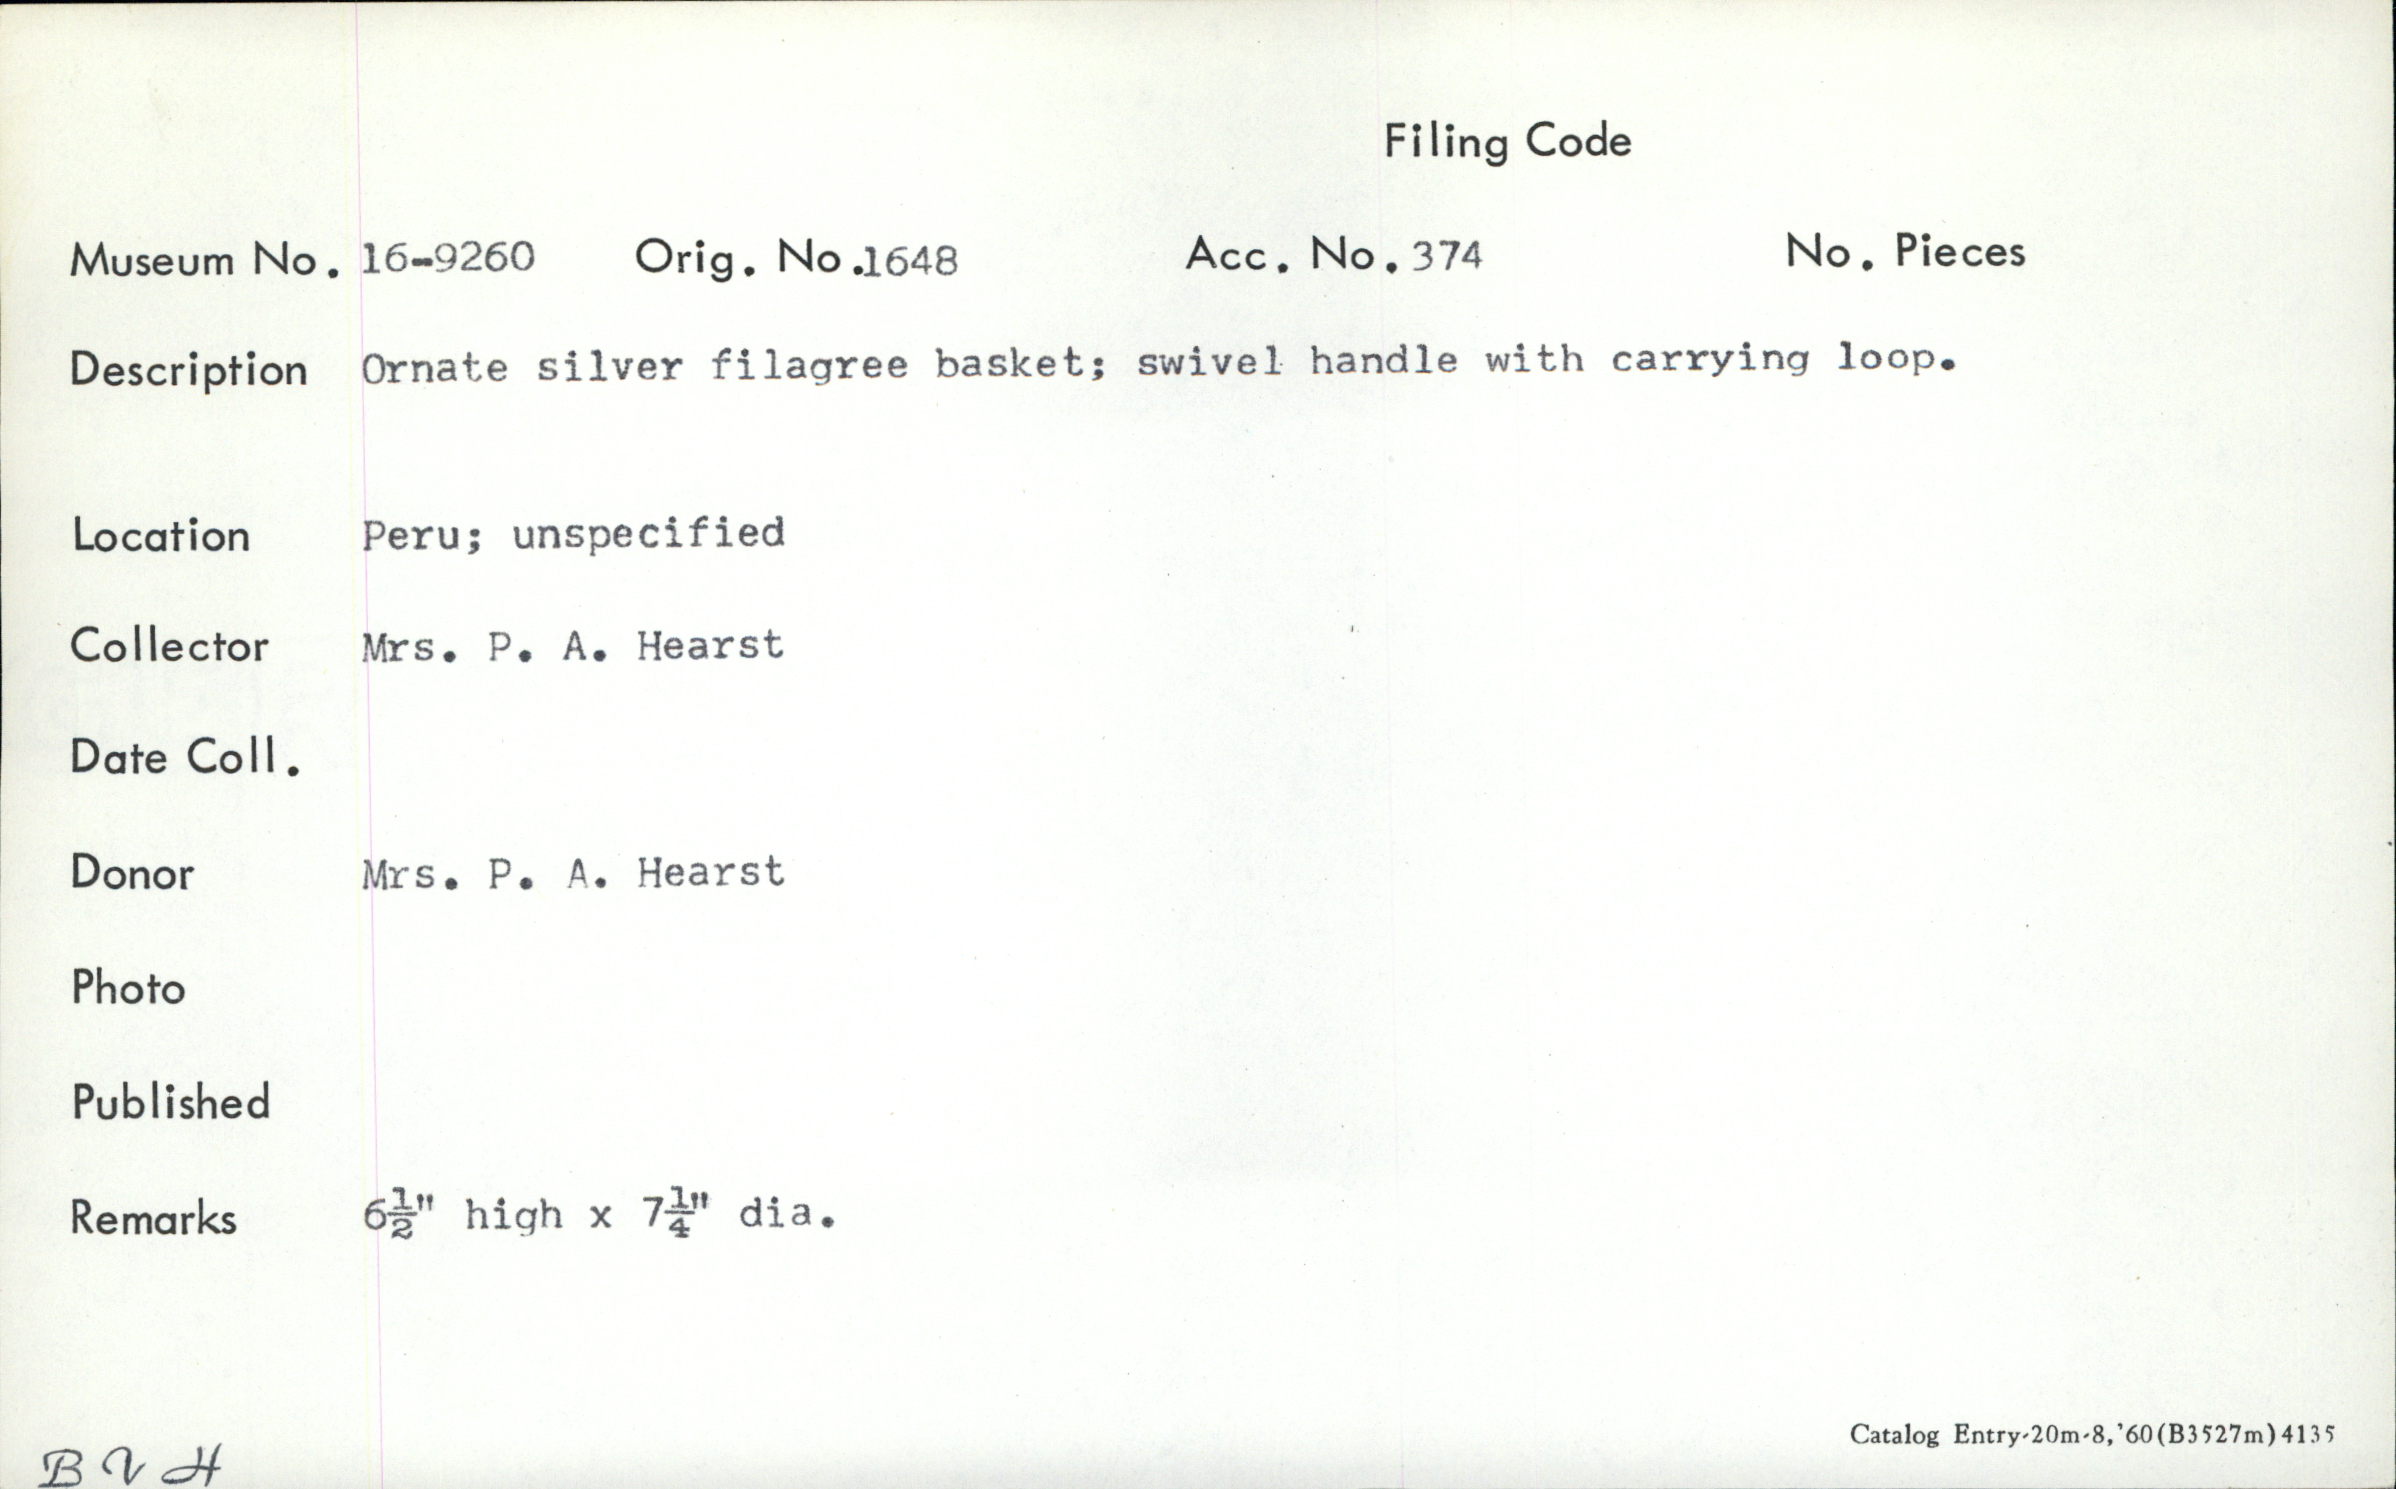 Filing Code
Museum No. 16-9260 Orig. No. 1648 Acc. No. 374 No. Pieces
Description Ornate silver filagree basket; swivel handle with carrying loop.
Location Peru; unspecified
Collector Mrs. P. A. Hearst
Date Coll.
Donor Mrs. P. A. Hearst
Photo
Published
Remarks 6½" high x 7¼" dia.
Catalog Entry-20m-8,'60(B3527m)4135
B V H